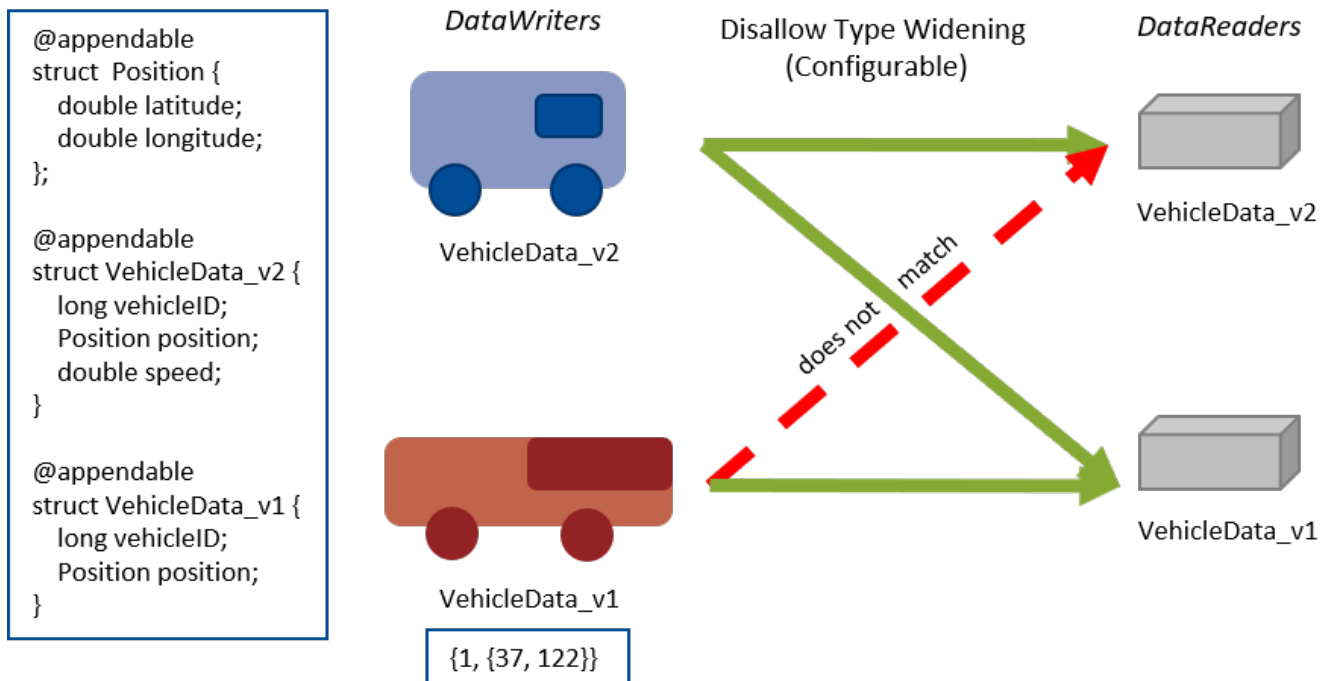 @appendable
struct  Position {
double latitude;
double longitude;
};
@appendable
struct VehicleData_v2 {
long vehicleID;
Position position;
double speed;
}
@appendable
struct VehicleData_v1 {
long vehicleID;
Position position;
}
DataWriters
VehicleData_v2
VehicleData_v1
{1, {37, 122}}
Disallow Type Widening
(Configurable)
does not match
DataReaders
VehicleData_v2
VehicleData_v1